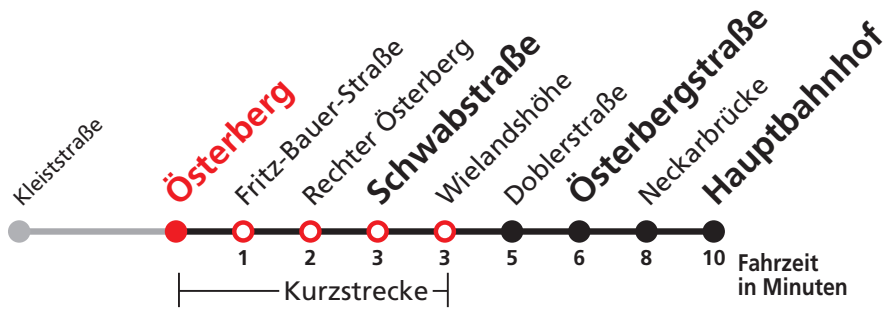 Kleiststraße
Österberg
Fritz-Bauer-Straße
Rechter Österberg
Schwabstraße
Wielandshöhe
Doblerstraße
Österbergstraße
Neckarbrücke
Hauptbahnhof
1 2 3 3 5 6 8 10 Fahrzeit
in Minuten
Kurzstrecke